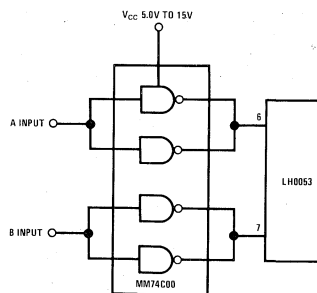 VCC 5.0V TO 15V
A INPUT
6
LH0053
7
B INPUT
MM74C00